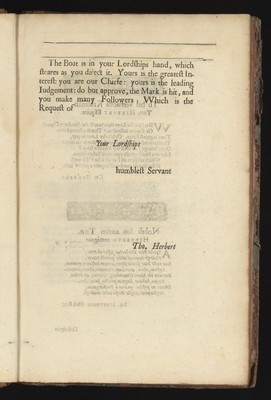 The Boat is in your Lordships hand, which
steares as you direct it. Yours is the greatest In-
terest: you are our Cheife: yours is the leading
Judgement: do but approve, the Mark is hit, and
you make many Followers: Which is the
Request of
Your Lordships
humblest Servant
Tho. Herbert